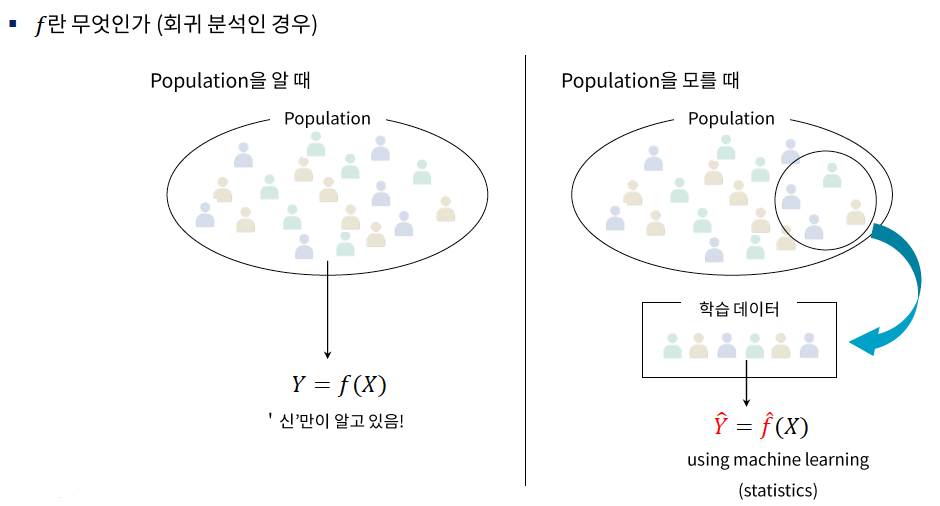 ▪ f란 무엇인가 (회귀 분석인 경우)
Population을 알 때
Population
Y = f(X)
' 신’만이 알고 있음!
Population을 모를 때
Population
학습 데이터
Ŷ = f̂(X)
using machine learning
(statistics)